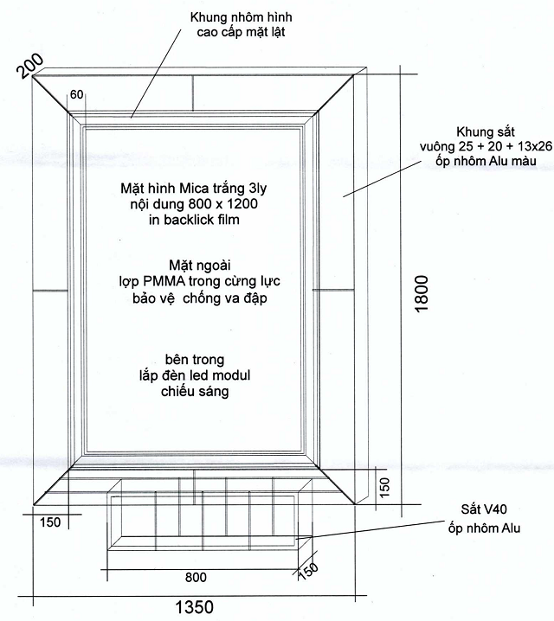 Khung nhôm hình
cao cấp mặt lật
200
60
Khung sắt
vuông 25 + 20 + 13x26
ốp nhôm Alu màu
Mặt hình Mica trắng 3ly
nội dung 800 x 1200
in backlick film
Mặt ngoài
lợp PMMA trong cừng lực
bảo vệ chống va đập
1800
bên trong
lắp đèn led modul
chiếu sáng
150
150
Sắt V40
ốp nhôm Alu
800
150
1350